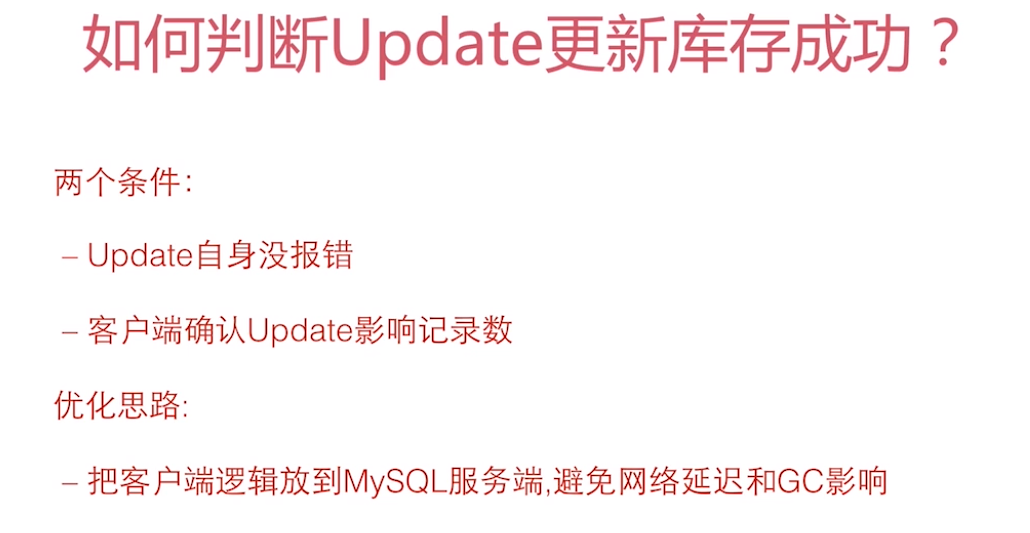 如何判断Update更新库存成功？
两个条件：
– Update自身没报错
– 客户端确认Update影响记录数
优化思路:
– 把客户端逻辑放到MySQL服务端,避免网络延迟和GC影响